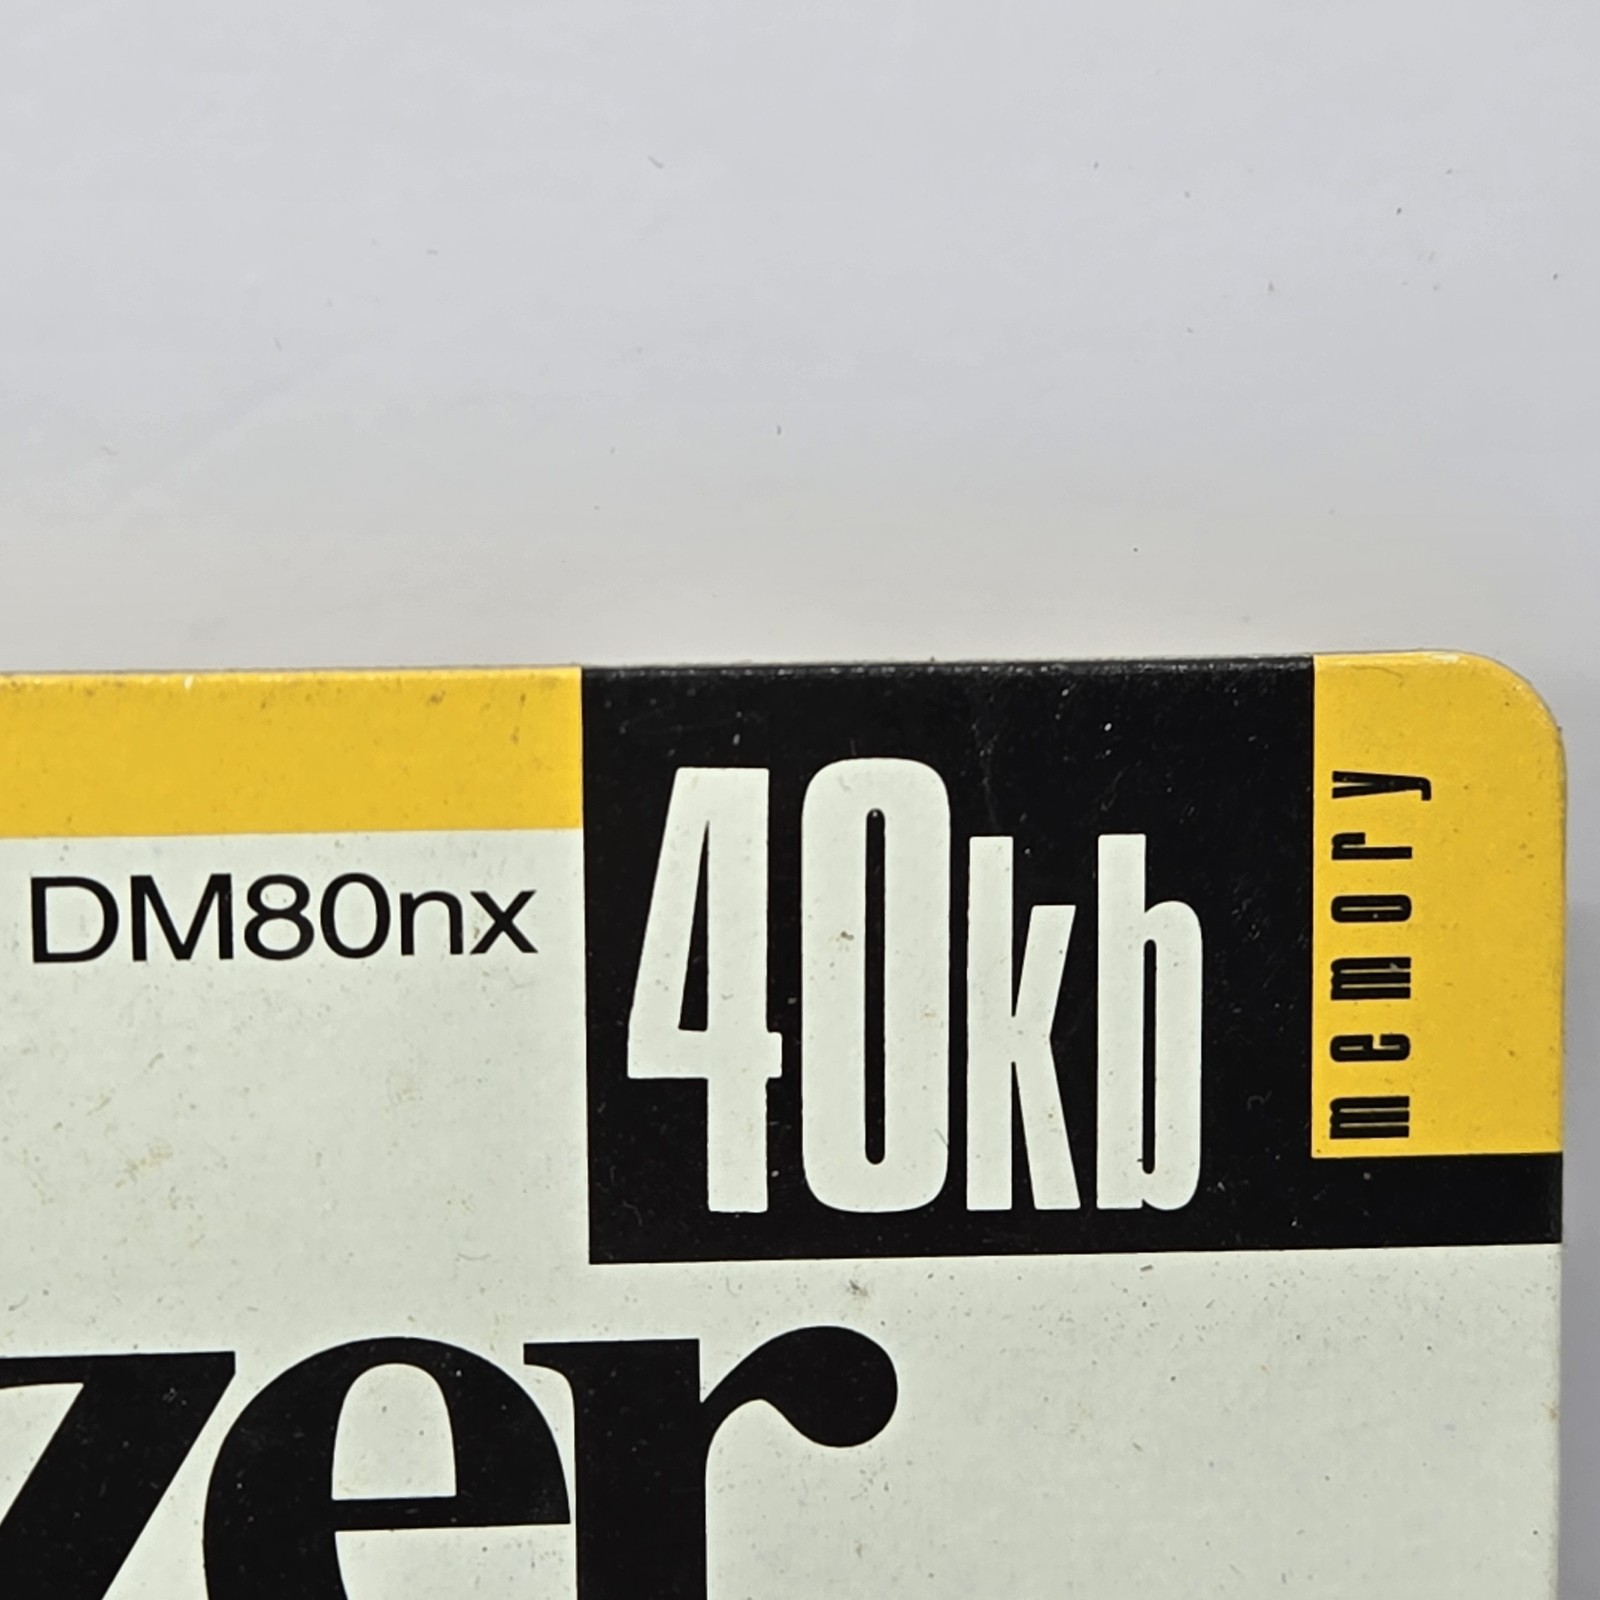 DM80nx
40kb
memory
zer